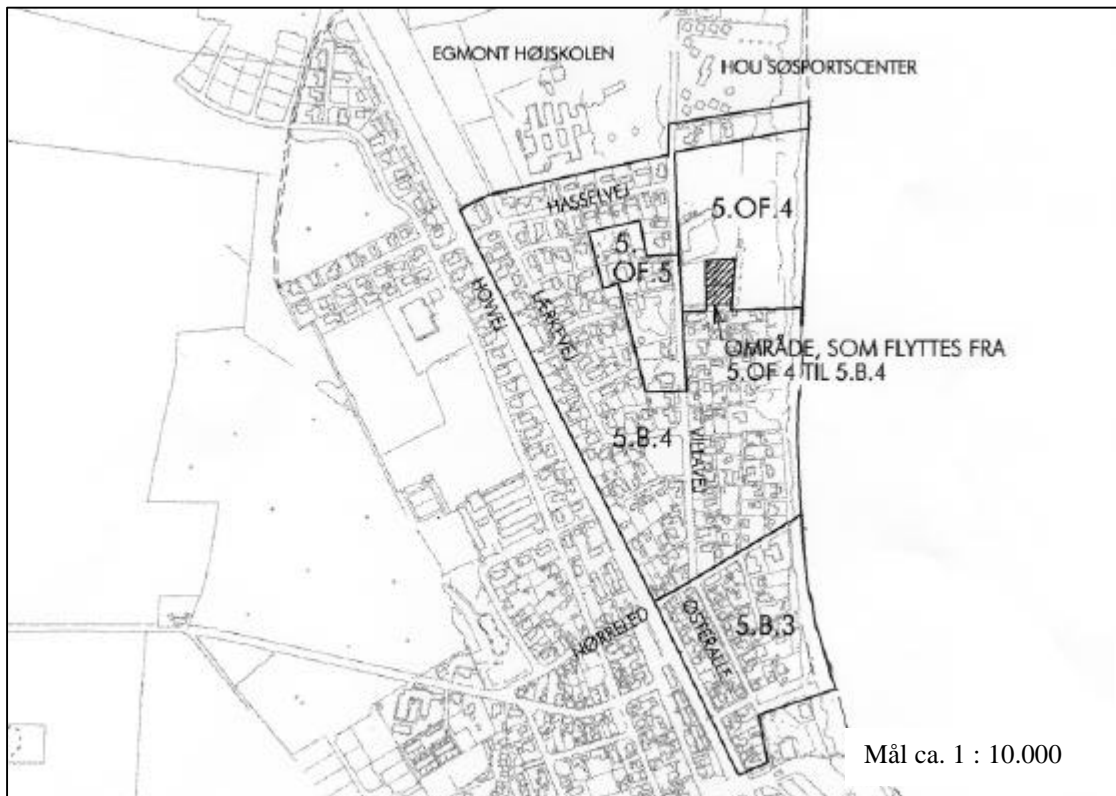 EGMONT HØJSKOLEN
HOU SØSPORTSCENTER
HASSELVEJ
5.OF.4
5.
OF.5
HOVVEJ
LÆRKEVEJ
OMRÅDE, SOM FLYTTES FRA
5.OF 4 TIL 5.B.4
5.B.4
VILLAVEJ
ØSTERALLE
5.B.3
NØRRELED
Mål ca. 1 : 10.000